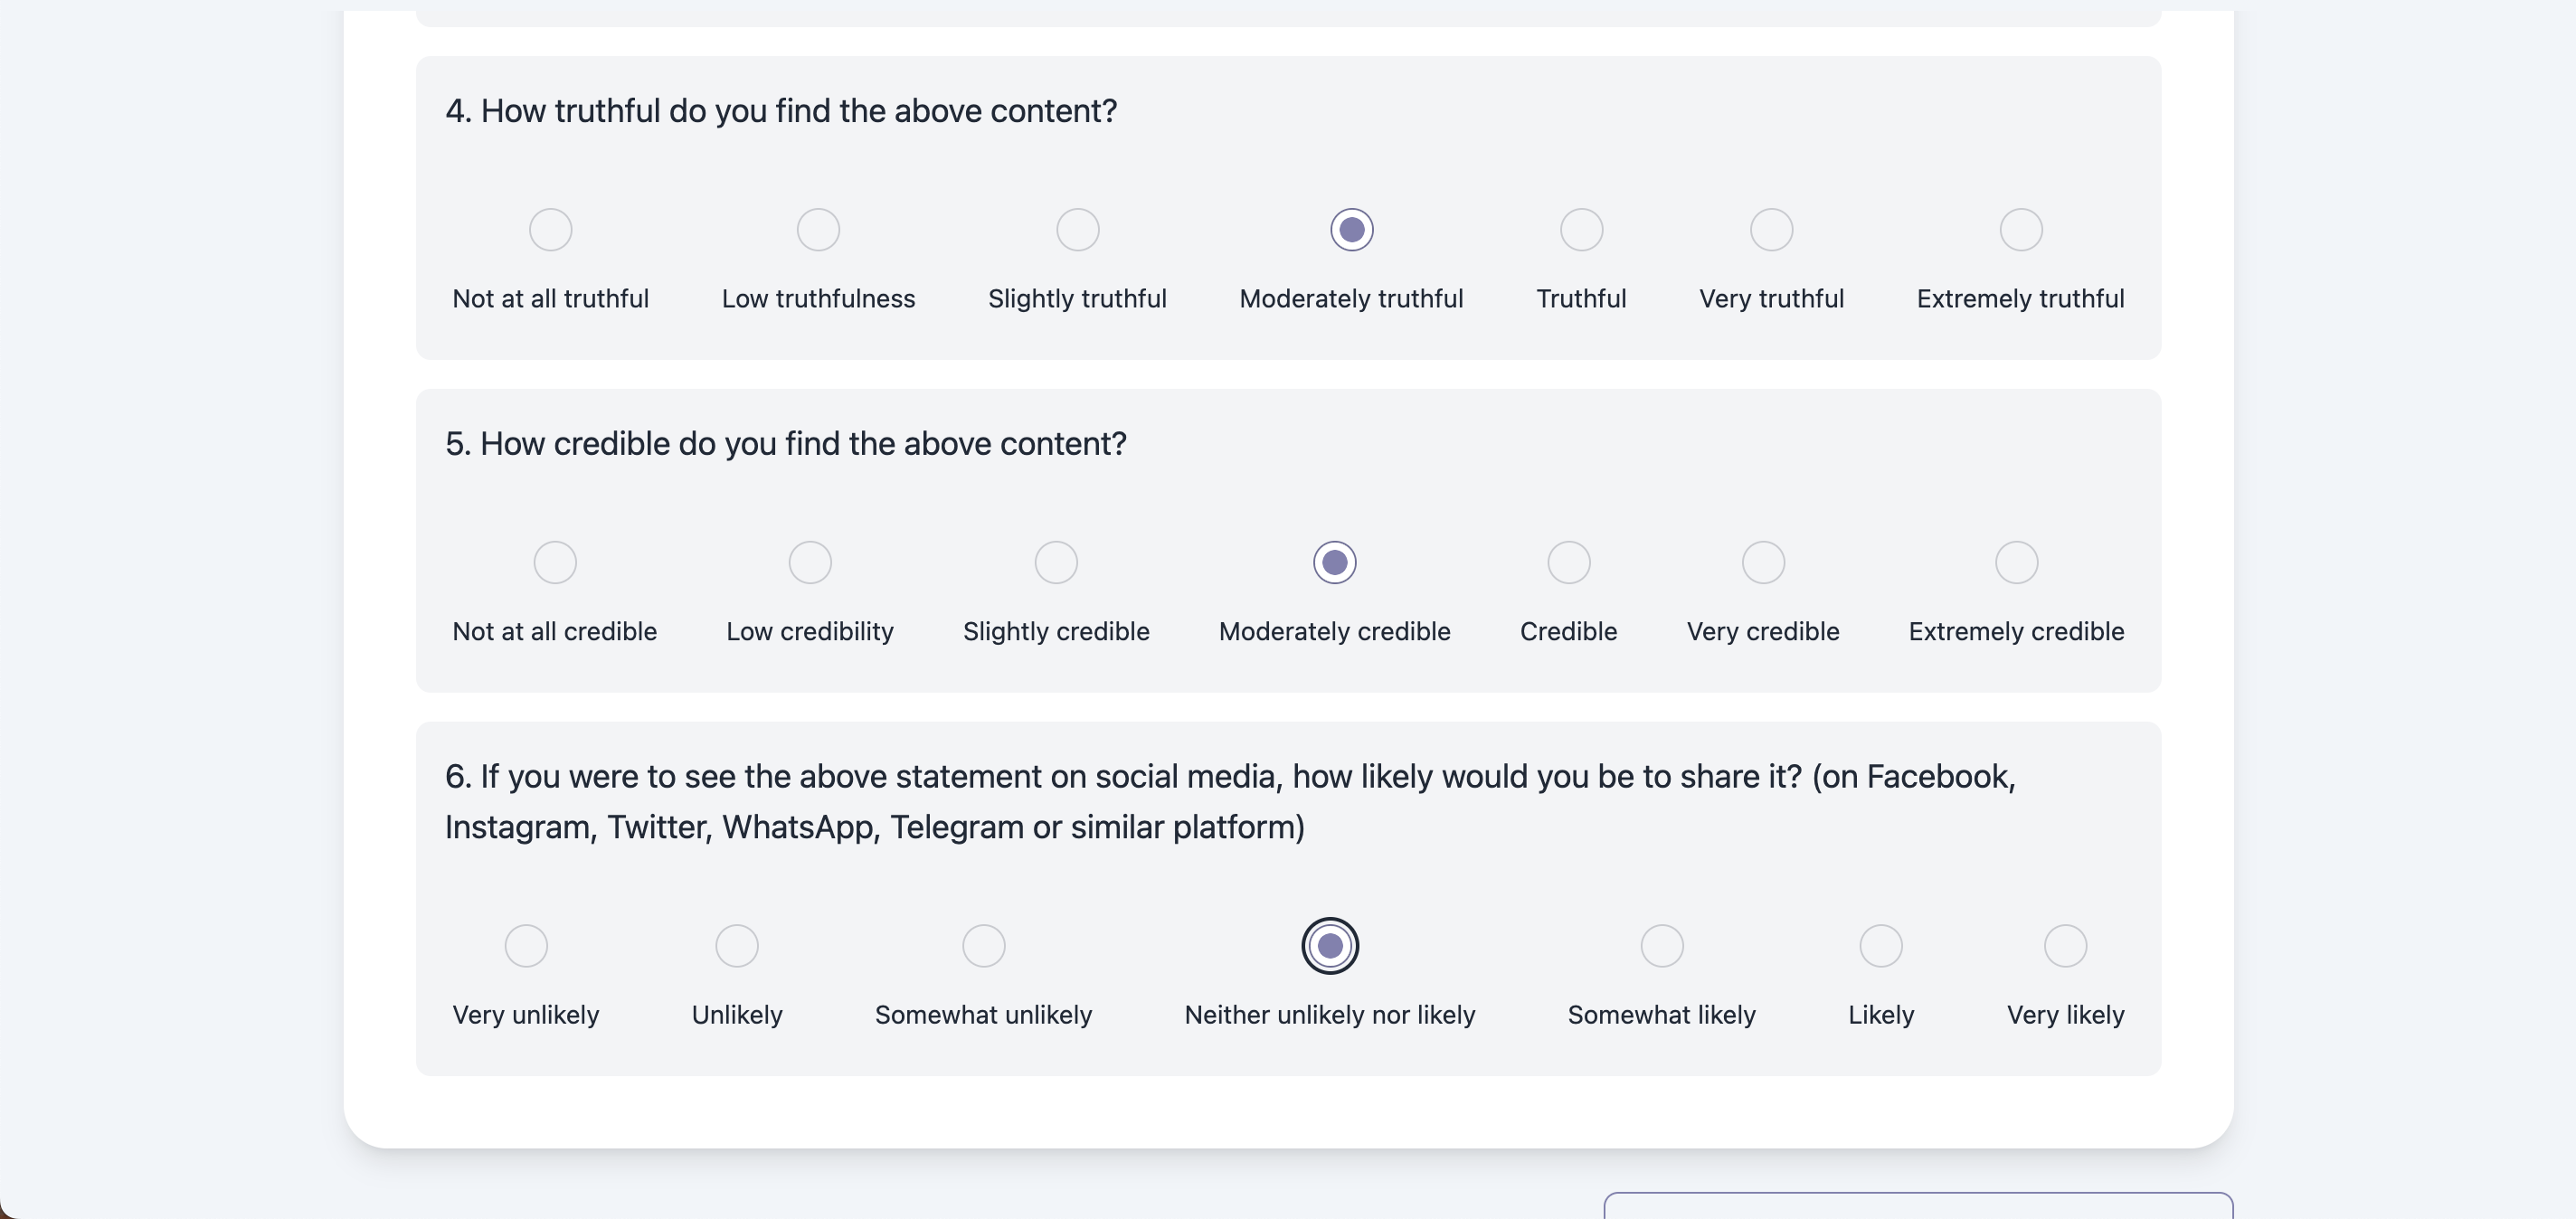 4. How truthful do you find the above content?
Not at all truthful Low truthfulness Slightly truthful Moderately truthful Truthful Very truthful Extremely truthful
5. How credible do you find the above content?
Not at all credible Low credibility Slightly credible Moderately credible Credible Very credible Extremely credible
6. If you were to see the above statement on social media, how likely would you be to share it? (on Facebook,
Instagram, Twitter, WhatsApp, Telegram or similar platform)
Very unlikely Unlikely Somewhat unlikely Neither unlikely nor likely Somewhat likely Likely Very likely